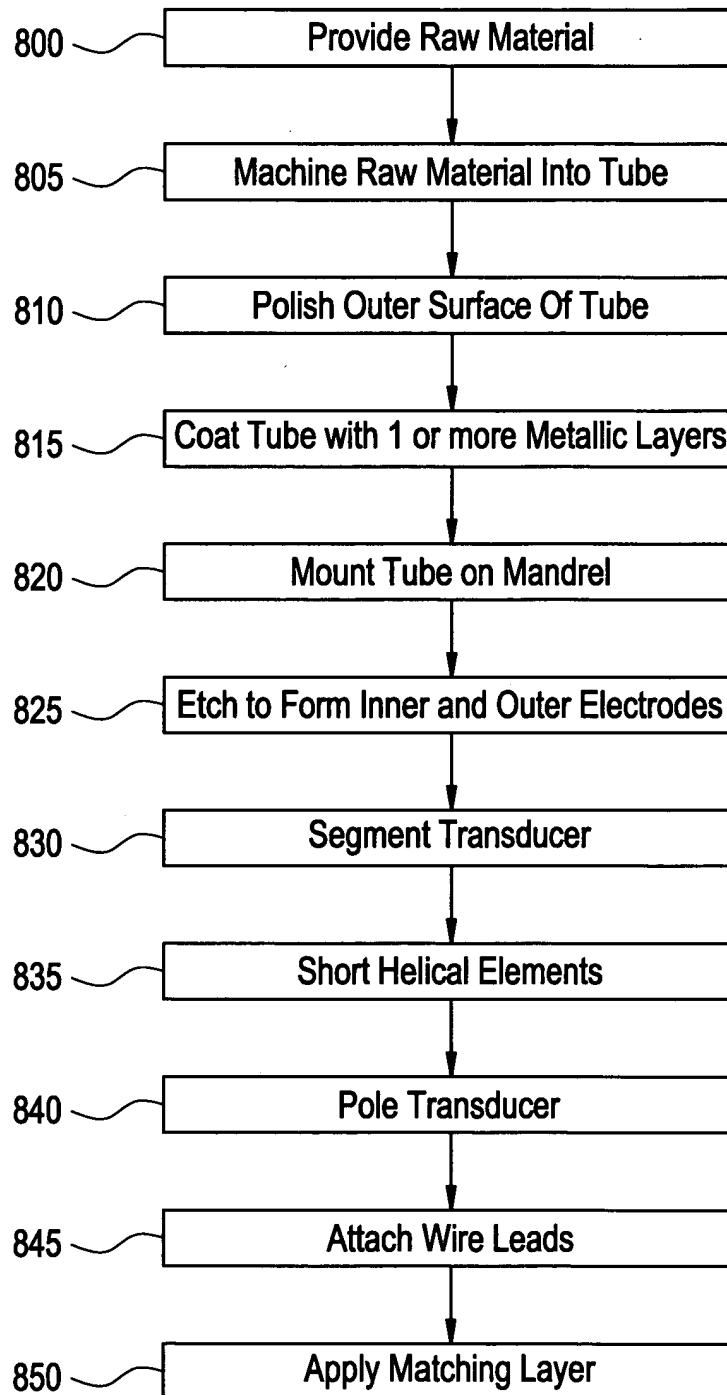 800 Provide Raw Material
805 Machine Raw Material Into Tube
810 Polish Outer Surface Of Tube
815 Coat Tube with 1 or more Metallic Layers
820 Mount Tube on Mandrel
825 Etch to Form Inner and Outer Electrodes
830 Segment Transducer
835 Short Helical Elements
840 Pole Transducer
845 Attach Wire Leads
850 Apply Matching Layer